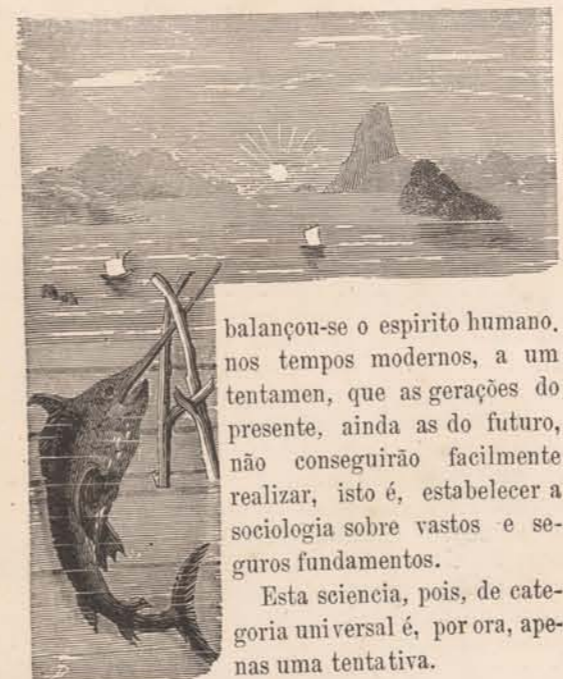 balançou-se o espirito humano,
nos tempos modernos, a um
tentamen, que as gerações do
presente, ainda as do futuro,
não conseguirão facilmente
realizar, isto é, estabelecer a
sociologia sobre vastos e se-
guros fundamentos.
Esta sciencia, pois, de cate-
goria universal é, por ora, ape-
nas uma tentativa.